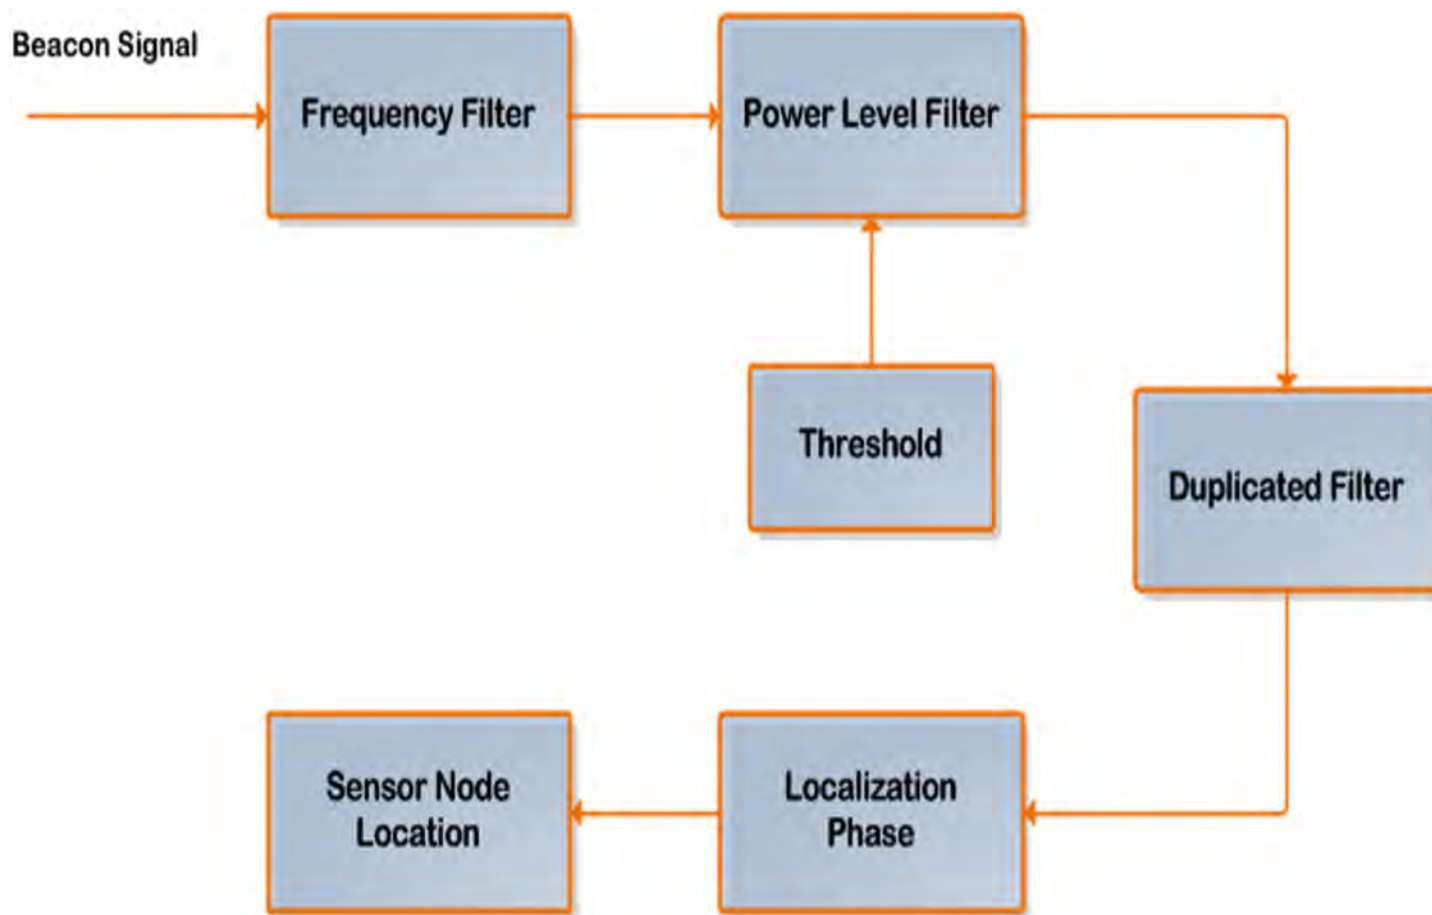 Beacon Signal
Frequency Filter
Power Level Filter
Threshold
Duplicated Filter
Localization
Phase
Sensor Node
Location